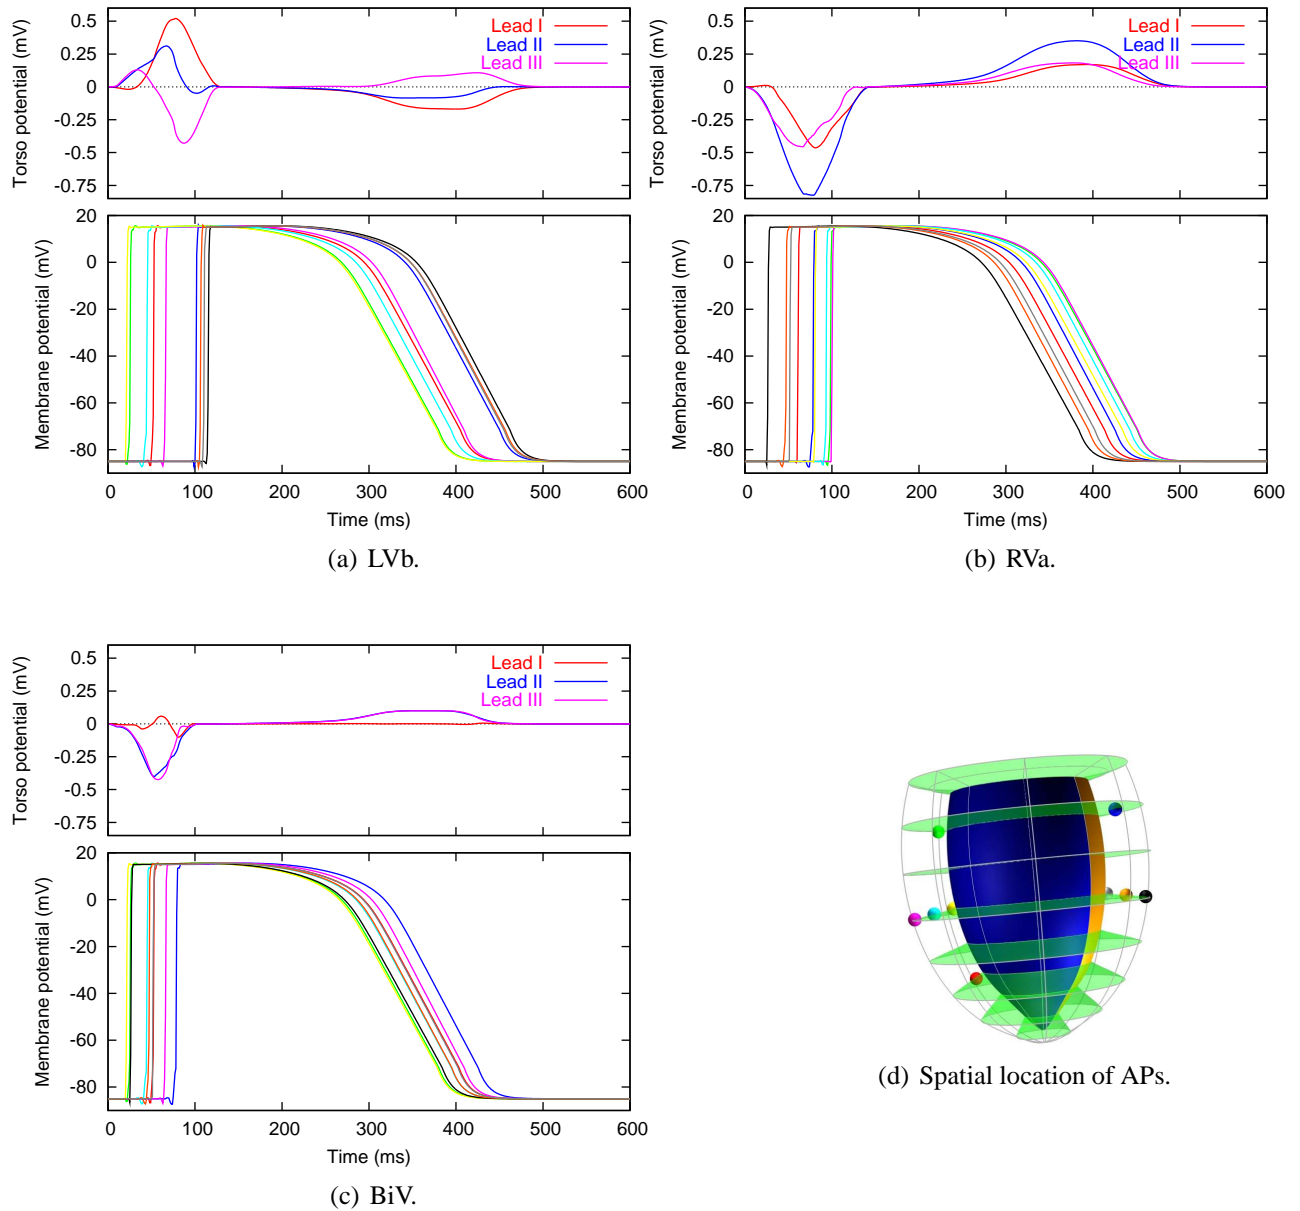 Torso potential (mV)
0.5
0.25
0
-0.25
-0.5
-0.75
Lead I
Lead II
Lead III
Membrane potential (mV)
20
0
-20
-40
-60
-80
0 100 200 300 400 500 600
Time (ms)
(a) LVb.
Torso potential (mV)
0.5
0.25
0
-0.25
-0.5
-0.75
Lead I
Lead II
Lead III
Membrane potential (mV)
20
0
-20
-40
-60
-80
0 100 200 300 400 500 600
Time (ms)
(b) RVa.
Torso potential (mV)
0.5
0.25
0
-0.25
-0.5
-0.75
Lead I
Lead II
Lead III
Membrane potential (mV)
20
0
-20
-40
-60
-80
0 100 200 300 400 500 600
Time (ms)
(c) BiV.
(d) Spatial location of APs.